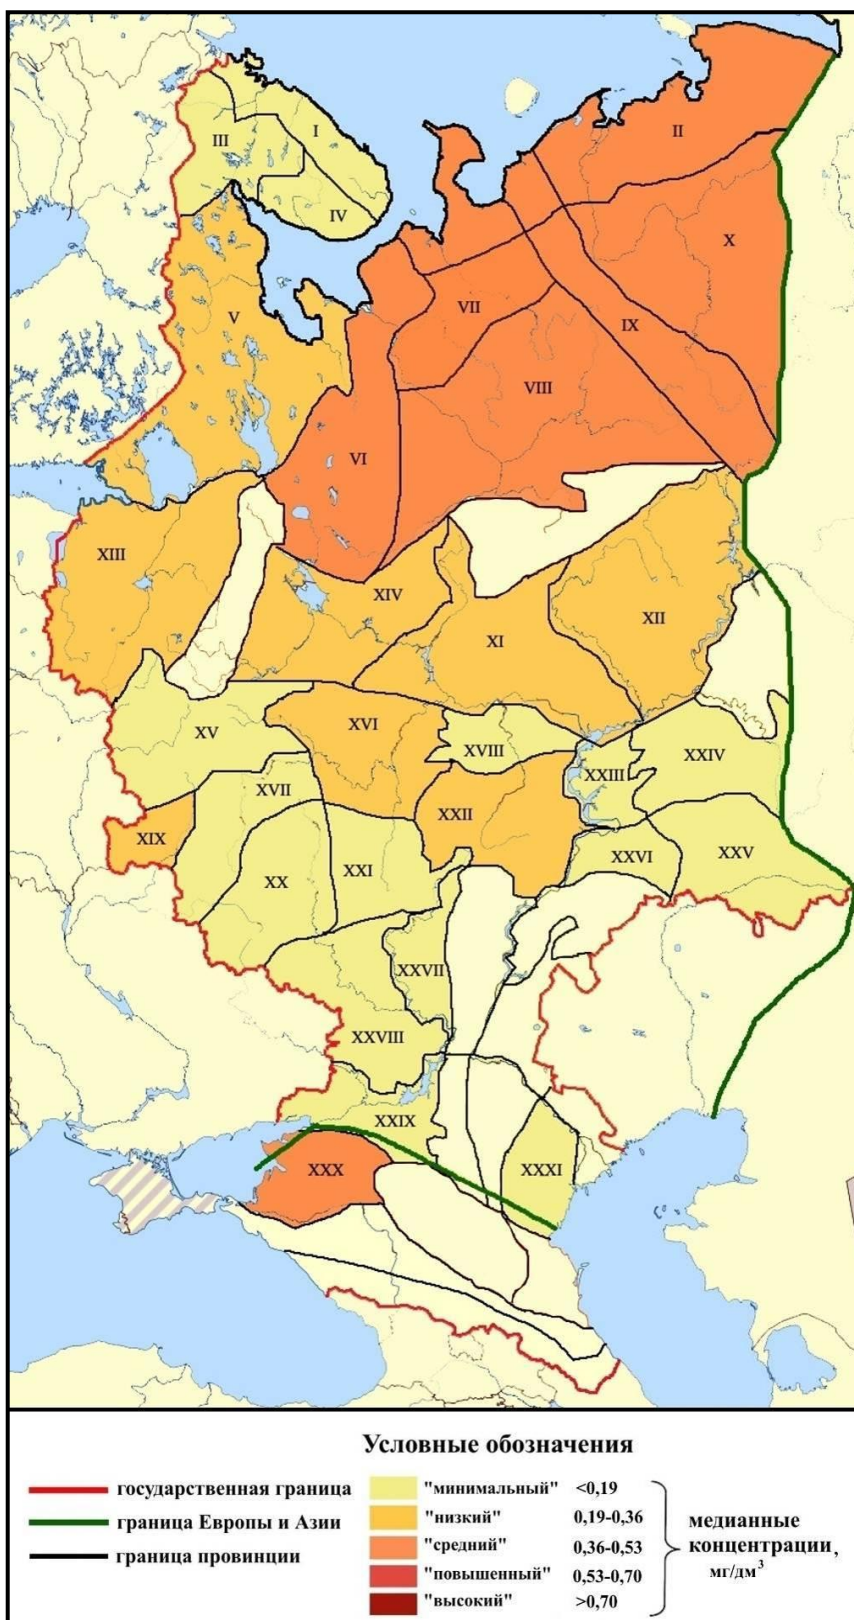 I
II
III
IV
V
VII
X
IX
VIII
VI
XIII
XIV
XI
XII
XV
XVI
XVIII
XXIV
XXIII
XVII
XIX
XXII
XXI
XX
XXVI
XXV
XXVII
XXVIII
XXIX
XXX
XXXI
Условные обозначения
государственная граница
граница Европы и Азии
граница провинции
"минимальный" <0,19
"низкий" 0,19-0,36
"средний" 0,36-0,53
"повышенный" 0,53-0,70
"высокий" >0,70
медианные
концентрации,
мг/дм³